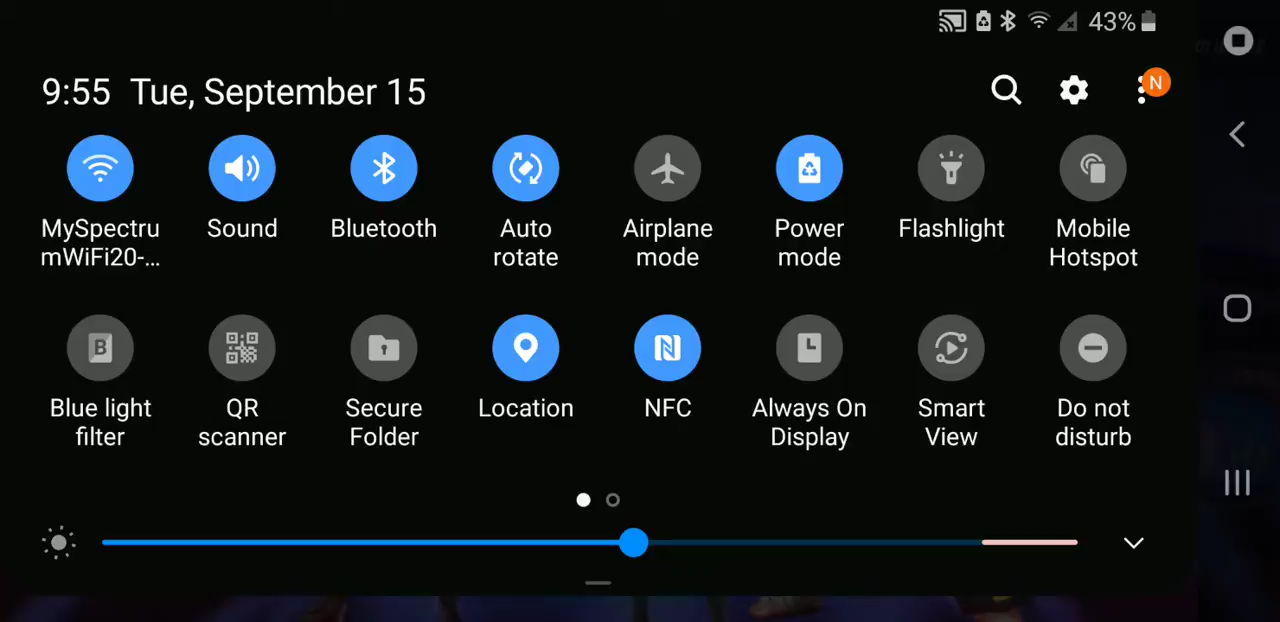 43%
9:55 Tue, September 15
N
MySpectru
mWiFi20-...
Sound
Bluetooth
Auto
rotate
Airplane
mode
Power
mode
Flashlight
Mobile
Hotspot
B
Blue light
filter
QR
scanner
Secure
Folder
Location
NFC
Always On
Display
Smart
View
Do not
disturb